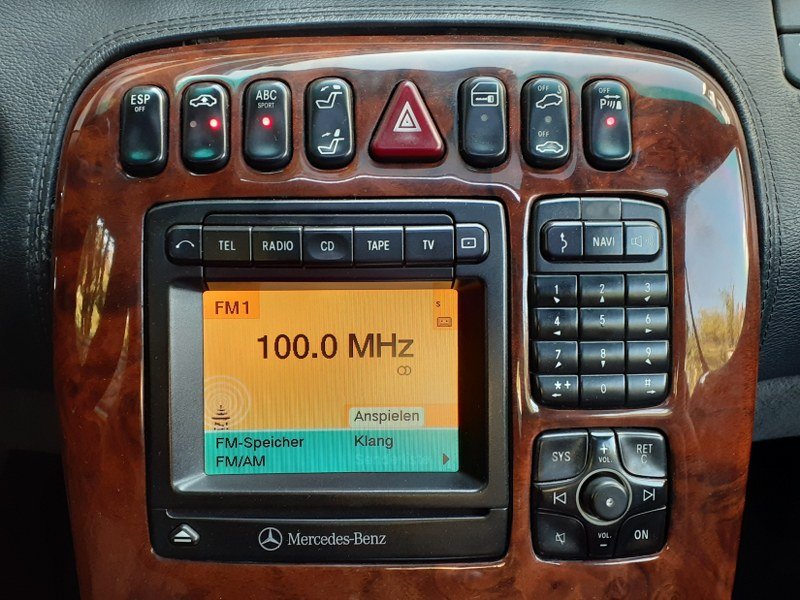 ESP
OFF
ABC
SPORT
OFF
OFF
OFF
P
TEL
RADIO
CD
TAPE
TV
NAVI
FM1
S
100.0 MHz
Anspielen
FM-Speicher
Klang
FM/AM
1
2
3
4
5
6
7
8
9
*+
0
#
SYS
+
VOL.
RET
C
VOL.
-
ON
Mercedes-Benz